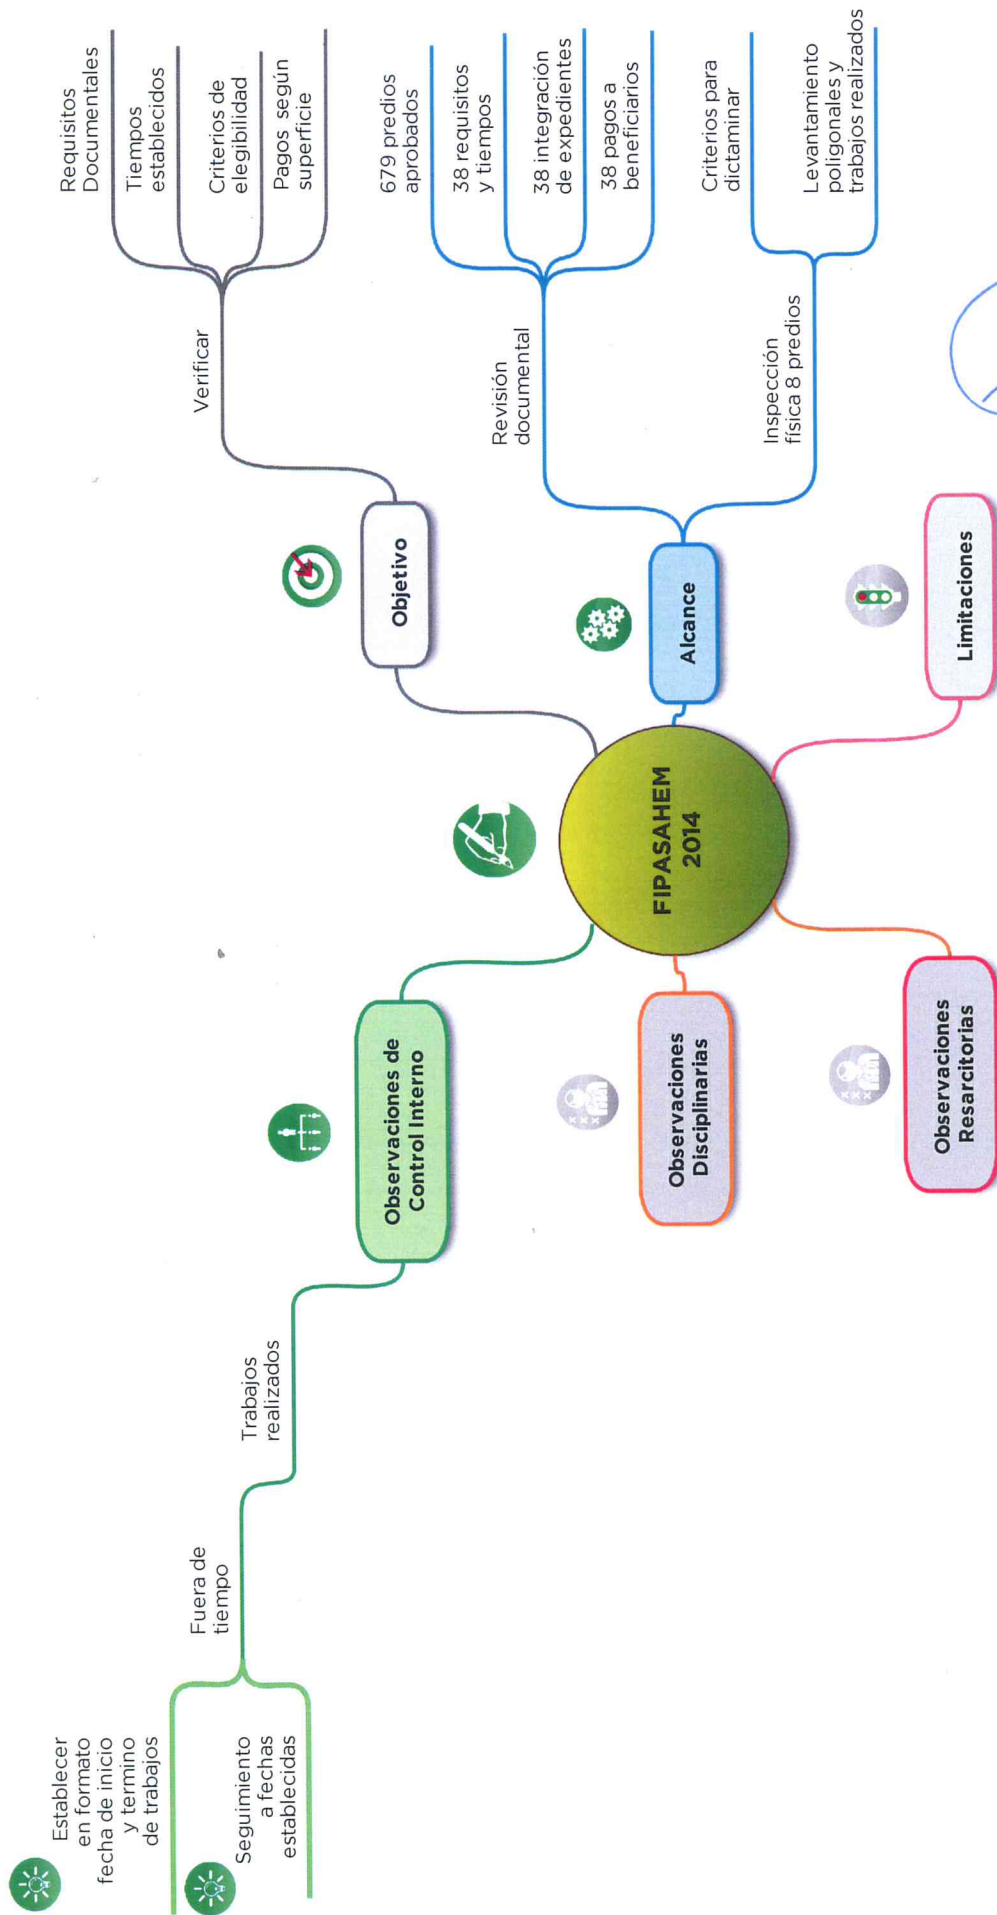 FIPASAHEM
2014
Objetivo
Verificar
Requisitos
Documentales
Tiempos
establecidos
Criterios de
elegibilidad
Pagos según
superficie
Alcance
Revisión
documental
679 predios
aprobados
38 requisitos
y tiempos
38 integración
de expedientes
38 pagos a
beneficiarios
Inspección
física 8 predios
Criterios para
dictaminar
Levantamiento
poligonales y
trabajos realizados
Limitaciones
Observaciones
Resarcitorias
Observaciones
Disciplinarias
Observaciones de
Control Interno
Trabajos
realizados
Fuera de
tiempo
Establecer
en formato
fecha de inicio
y termino
de trabajos
Seguimiento
a fechas
establecidas